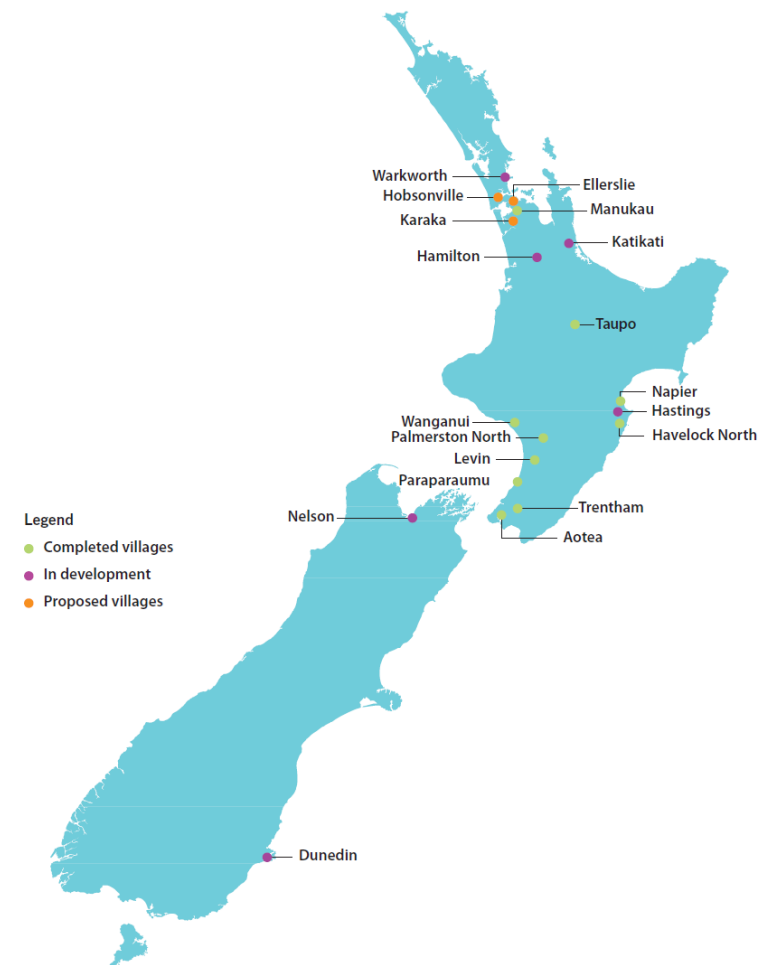 Warkworth
Ellerslie
Hobsonville
Manukau
Karaka
Katikati
Hamilton
Taupo
Napier
Hastings
Wanganui
Palmerston North
Havelock North
Levin
Paraparaumu
Trentham
Nelson
Aotea
Legend
Completed villages
In development
Proposed villages
Dunedin